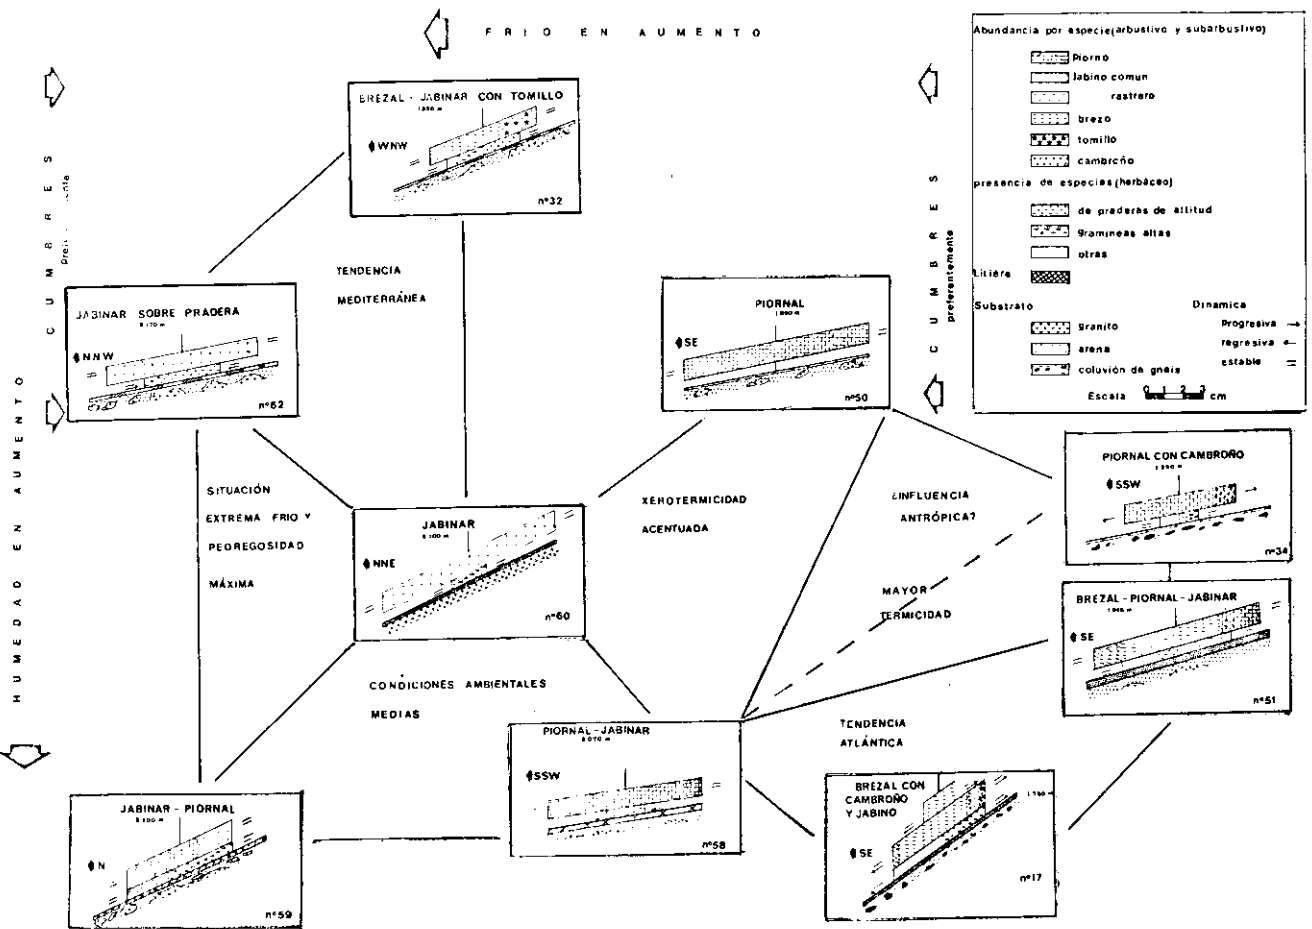 FRIO EN AUMENTO
CUMBRES
HUMEDAD EN AUMENTO
BREZAL - JABINAR CON TOMILLO
WNW
nº32
TENDENCIA
MEDITERRÁNEA
JABINAR SOBRE PRADERA
NNW
nº62
PIORNAL
SE
nº50
CUMBRES
preferentemente
Abundancia por especie (arbustivo y subarbustivo)
Piorno
Jabino comun
rastrero
brezo
tomillo
cambroño
presencia de especies (herbáceo)
de praderas de altitud
gramineas altas
otras
Litière
Substrato
granito
arena
coluvión de gneis
Dinamica
Progresiva
regresiva
estable
Escala 0 1 2 3 cm
SITUACIÓN
EXTREMA FRIO Y
PEDREGOSIDAD
MÁXIMA
JABINAR
NNE
nº60
XEROTERMICIDAD
ACENTUADA
¿INFLUENCIA
ANTRÓPICA?
MAYOR
TERMICIDAD
PIORNAL CON CAMBROÑO
SSW
nº34
BREZAL - PIORNAL - JABINAR
SE
nº51
CONDICIONES AMBIENTALES
MEDIAS
PIORNAL - JABINAR
SSW
nº58
TENDENCIA
ATLÁNTICA
JABINAR - PIORNAL
N
nº59
BREZAL CON
CAMBROÑO
Y JABINO
SE
nº17